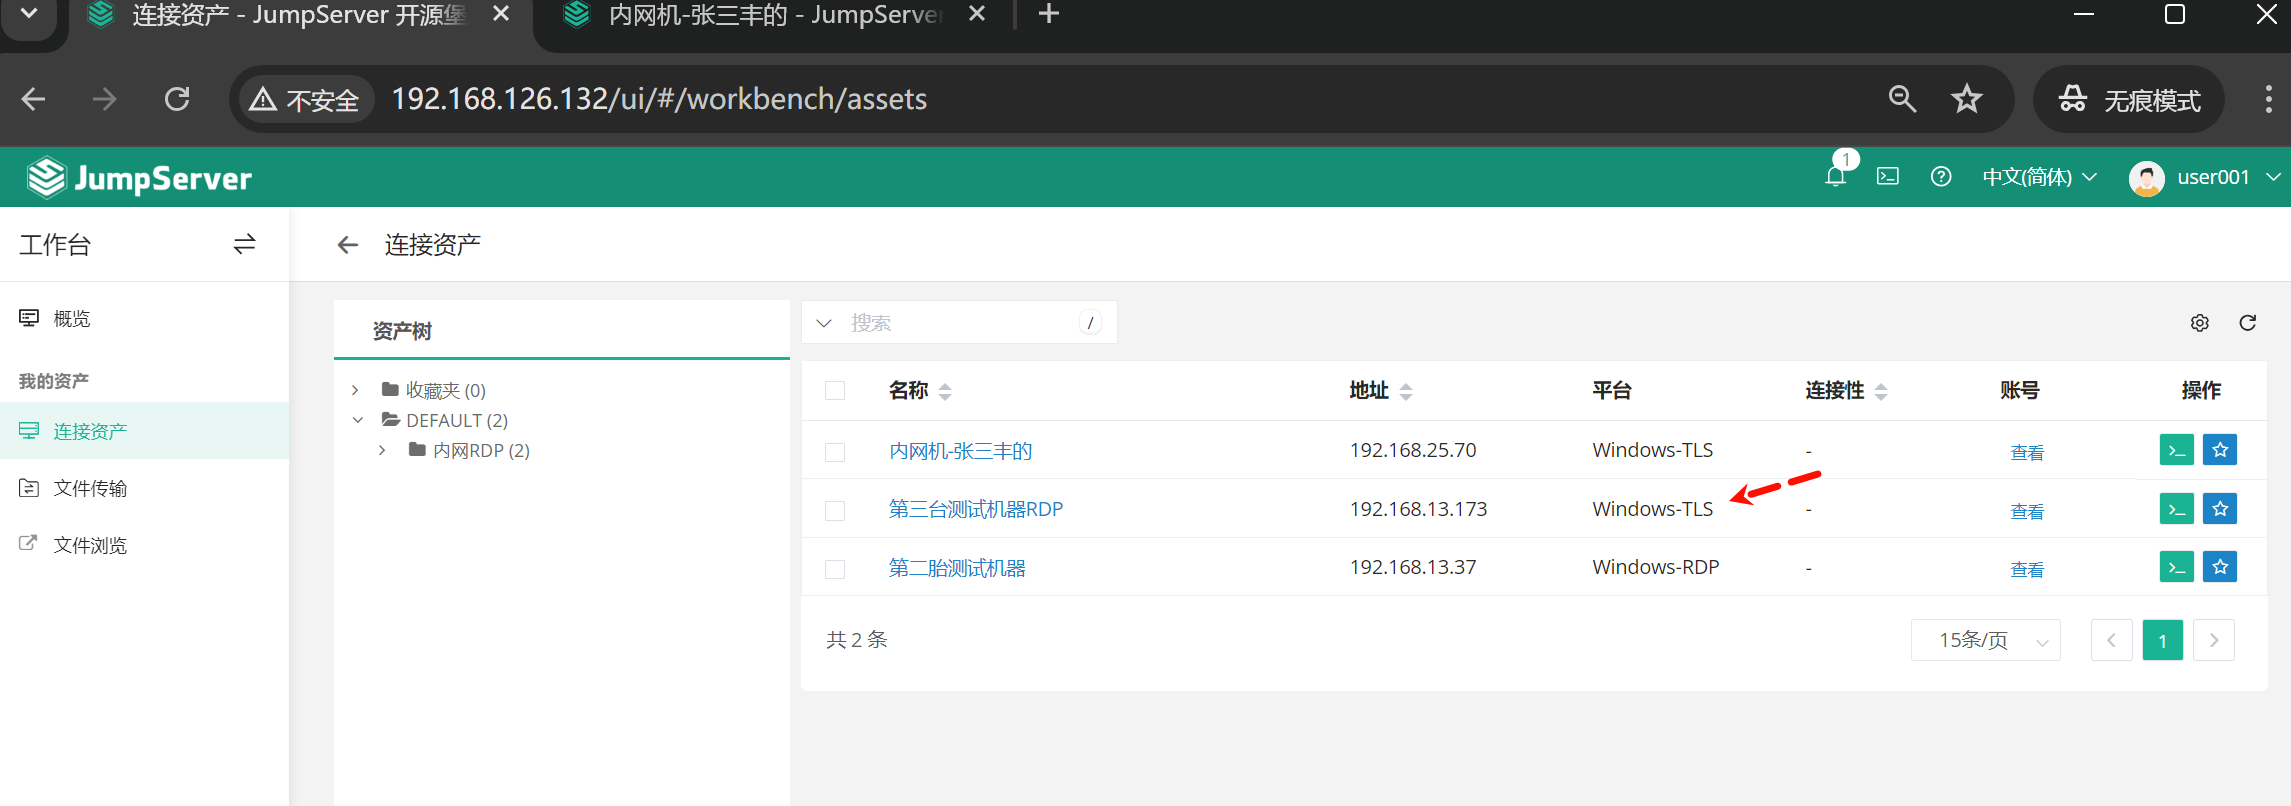 连接资产 - JumpServer 开源堡
内网机-张三丰的 - JumpServer
不安全
192.168.126.132/ui/#/workbench/assets
无痕模式
JumpServer
1
中文(简体)
user001
工作台
连接资产
概览
我的资产
连接资产
文件传输
文件浏览
资产树
收藏夹 (0)
DEFAULT (2)
内网RDP (2)
搜索
/
名称 地址 平台 连接性 账号 操作
内网机-张三丰的 192.168.25.70 Windows-TLS - 查看
第三台测试机器RDP 192.168.13.173 Windows-TLS - 查看
第二胎测试机器 192.168.13.37 Windows-RDP - 查看
共 2 条
15条/页
1